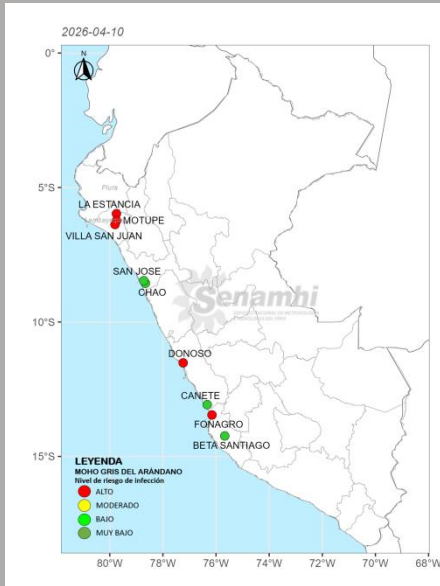 2026-04-10
N
0°
5°S
10°S
15°S
Piura
LA ESTANCIA
Lambayeque
MOTUPE
VILLA SAN JUAN
SAN JOSE
CHAO
Senamhi
DONOSO
CAÑETE
FONAGRO
BETA SANTIAGO
LEYENDA
MOHO GRIS DEL ARÁNDANO
Nivel de riesgo de infección
ALTO
MODERADO
BAJO
MUY BAJO
80°W 78°W 76°W 74°W 72°W 70°W 68°W